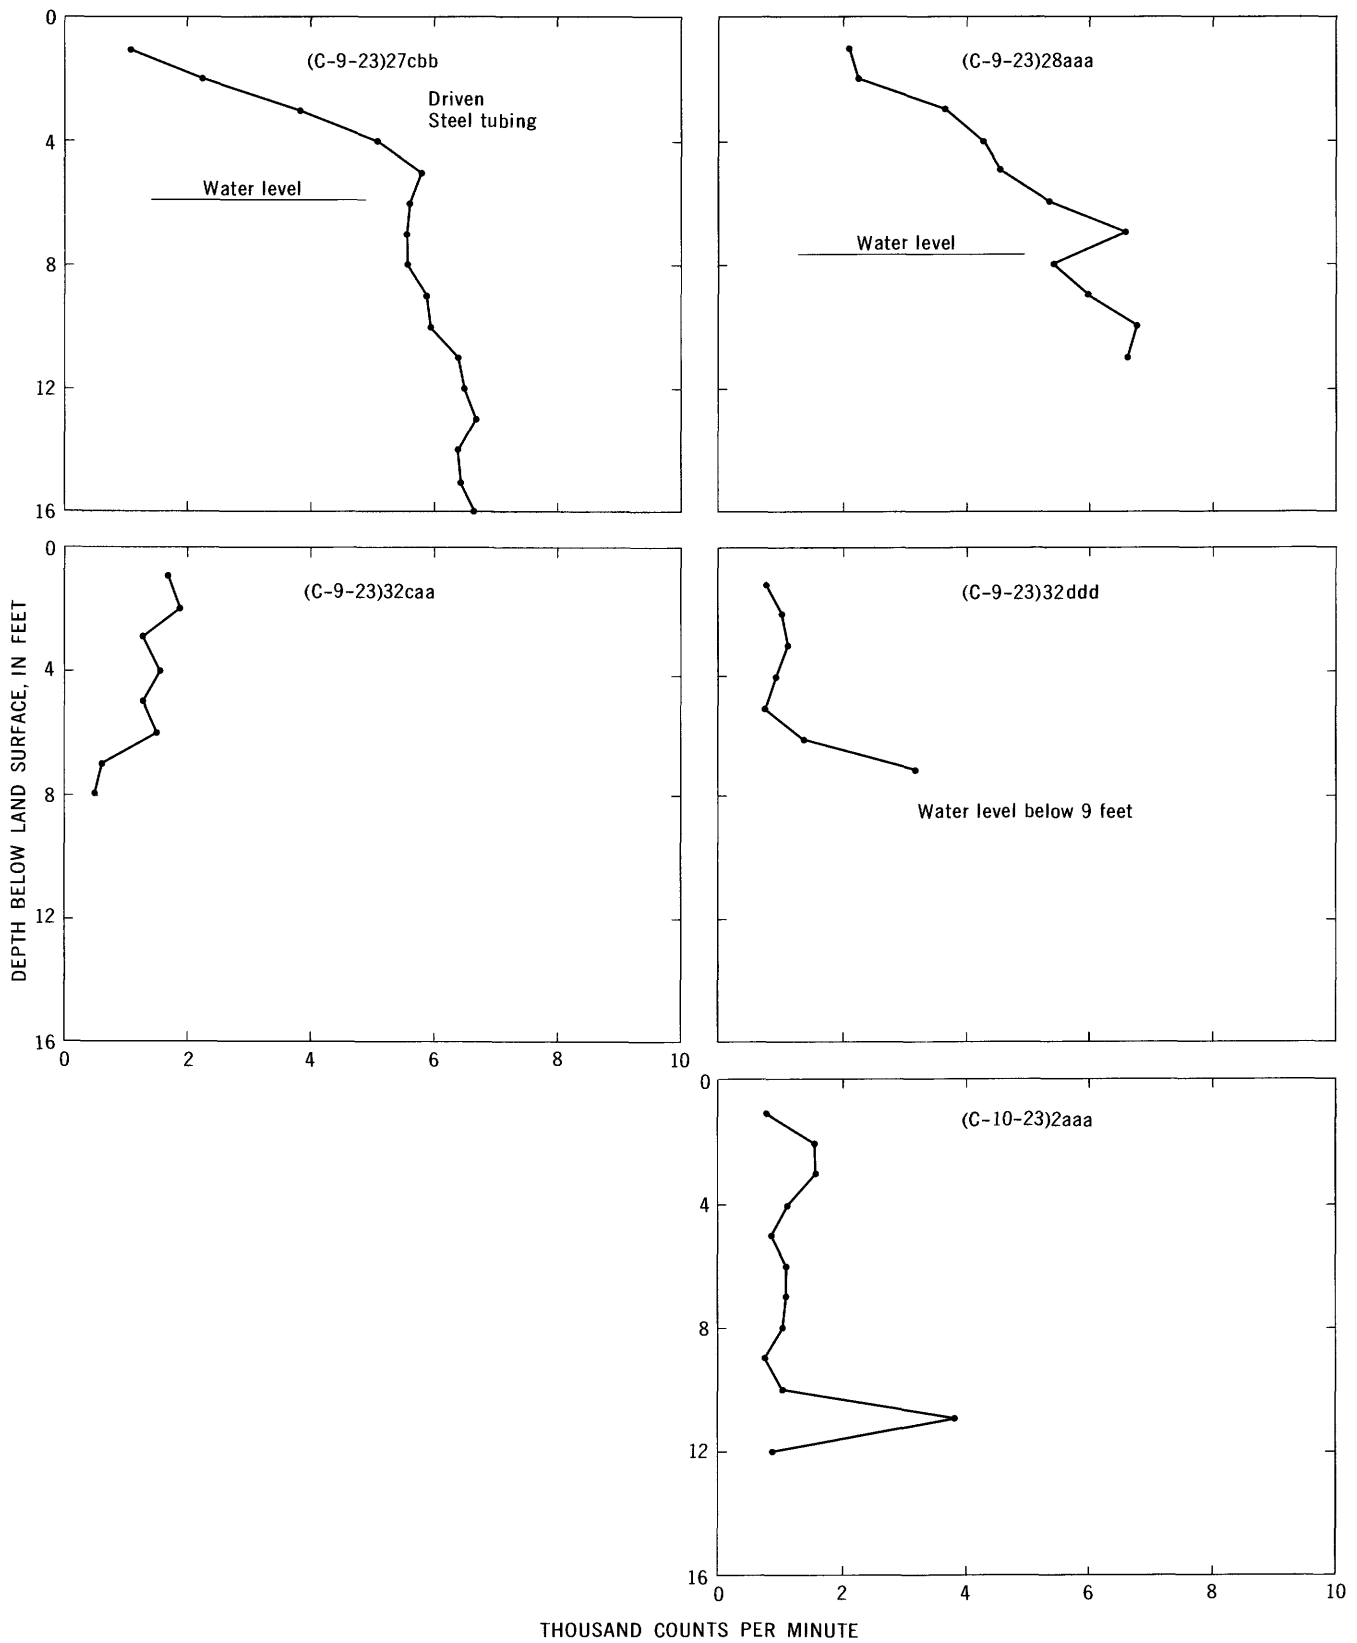 0
4
8
12
16
(C-9-23)27cbb
Driven
Steel tubing
Water level
(C-9-23)28aaa
Water level
DEPTH BELOW LAND SURFACE, IN FEET
0
4
8
12
16
(C-9-23)32caa
0 2 4 6 8 10
(C-9-23)32ddd
Water level below 9 feet
0
4
8
12
16
(C-10-23)2aaa
0 2 4 6 8 10
THOUSAND COUNTS PER MINUTE